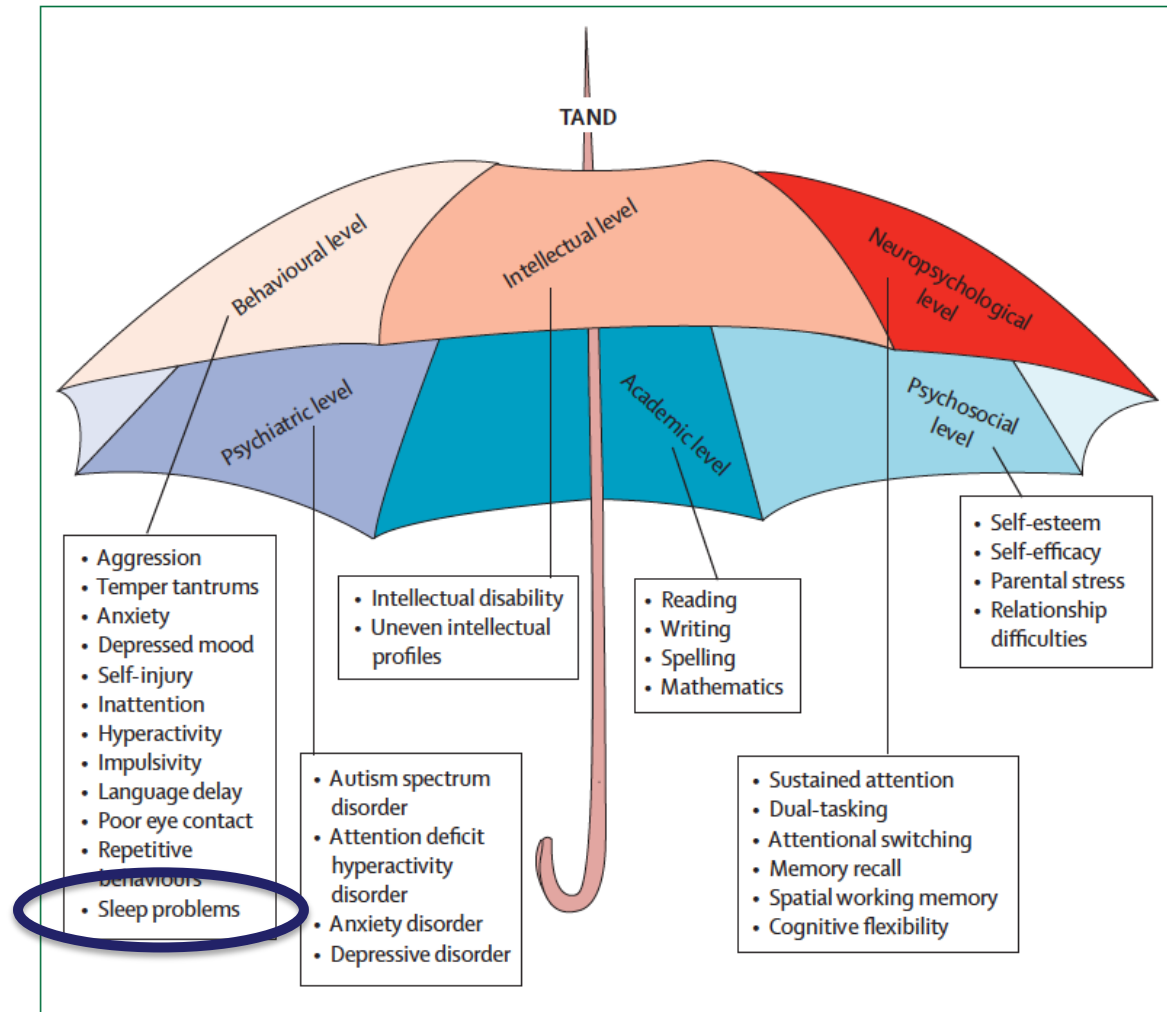 TAND
Behavioural level
Intellectual level
Neuropsychological
level
Psychiatric level
Academic level
Psychosocial
level
• Aggression
• Temper tantrums
• Anxiety
• Depressed mood
• Self-injury
• Inattention
• Hyperactivity
• Impulsivity
• Language delay
• Poor eye contact
• Repetitive
behaviours
• Sleep problems
• Autism spectrum
disorder
• Attention deficit
hyperactivity
disorder
• Anxiety disorder
• Depressive disorder
• Intellectual disability
• Uneven intellectual
profiles
• Reading
• Writing
• Spelling
• Mathematics
• Sustained attention
• Dual-tasking
• Attentional switching
• Memory recall
• Spatial working memory
• Cognitive flexibility
• Self-esteem
• Self-efficacy
• Parental stress
• Relationship
difficulties